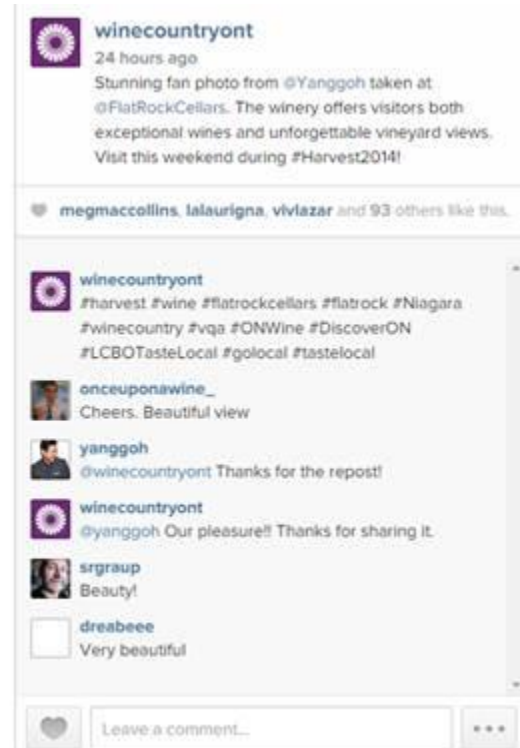 winecountryont
24 hours ago
Stunning fan photo from @Yanggoh taken at
@FlatRockCellars. The winery offers visitors both
exceptional wines and unforgettable vineyard views.
Visit this weekend during #Harvest2014!
megmaccollins, lalaurigna, vivlazar and 93 others like this.
winecountryont
#harvest #wine #flatrockcellars #flatrock #Niagara
#winecountry #vqa #ONWine #DiscoverON
#LCBOTasteLocal #golocal #tastelocal
onceuponawine_
Cheers. Beautiful view
yanggoh
@winecountryont Thanks for the repost!
winecountryont
@yanggoh Our pleasure!! Thanks for sharing it.
srgraup
Beauty!
dreabeee
Very beautiful
Leave a comment...